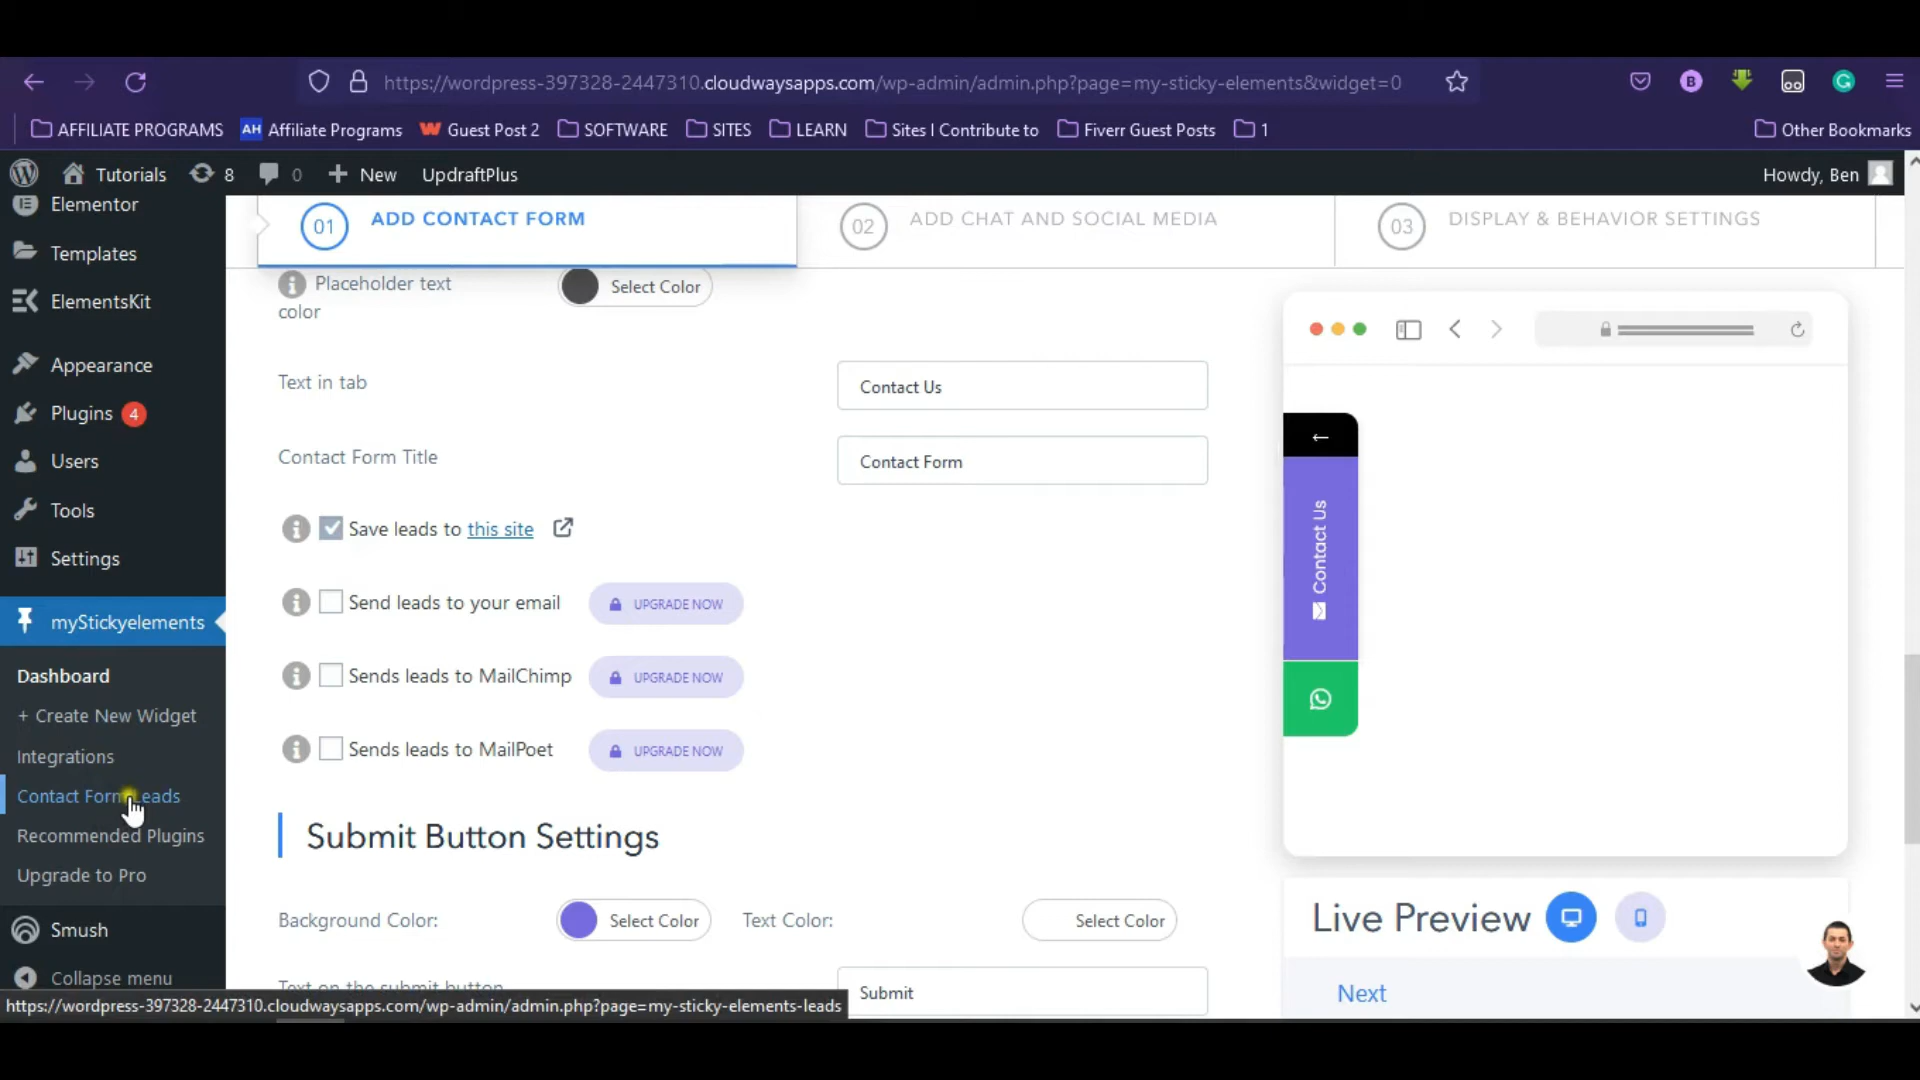 https://wordpress-397328-2447310.cloudwaysapps.com/wp-admin/admin.php?page=my-sticky-elements&widget=0
B
G
AFFILIATE PROGRAMS
AH Affiliate Programs
Guest Post 2
SOFTWARE
SITES
LEARN
Sites I Contribute to
Fiverr Guest Posts
1
Other Bookmarks
Tutorials
8
0
New
UpdraftPlus
Howdy, Ben
Elementor
Templates
ElementsKit
Appearance
Plugins 4
Users
Tools
Settings
myStickyelements
Dashboard
+ Create New Widget
Integrations
Contact Form Leads
Recommended Plugins
Upgrade to Pro
Smush
Collapse menu
01 ADD CONTACT FORM
02 ADD CHAT AND SOCIAL MEDIA
03 DISPLAY & BEHAVIOR SETTINGS
Placeholder text
color
Select Color
Text in tab
Contact Us
Contact Form Title
Contact Form
Save leads to this site
Send leads to your email
UPGRADE NOW
Sends leads to MailChimp
UPGRADE NOW
Sends leads to MailPoet
UPGRADE NOW
Submit Button Settings
Background Color:
Select Color
Text Color:
Select Color
Text on the submit button
Submit
Contact Us
Live Preview
Next
https://wordpress-397328-2447310.cloudwaysapps.com/wp-admin/admin.php?page=my-sticky-elements-leads